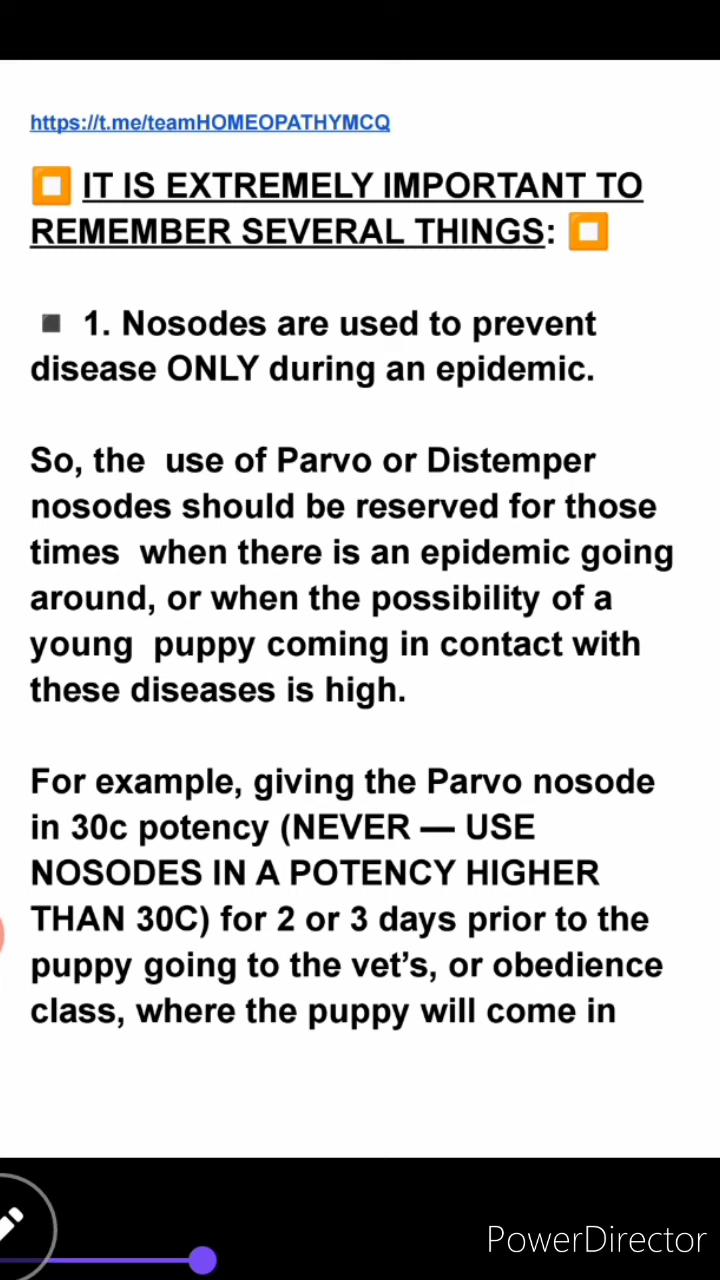 https://t.me/teamHOMEOPATHYMCQ
IT IS EXTREMELY IMPORTANT TO
REMEMBER SEVERAL THINGS:
1. Nosodes are used to prevent
disease ONLY during an epidemic.
So, the  use of Parvo or Distemper
nosodes should be reserved for those
times  when there is an epidemic going
around, or when the possibility of a
young  puppy coming in contact with
these diseases is high.
For example, giving the Parvo nosode
in 30c potency (NEVER — USE
NOSODES IN A POTENCY HIGHER
THAN 30C) for 2 or 3 days prior to the
puppy going to the vet’s, or obedience
class, where the puppy will come in
PowerDirector